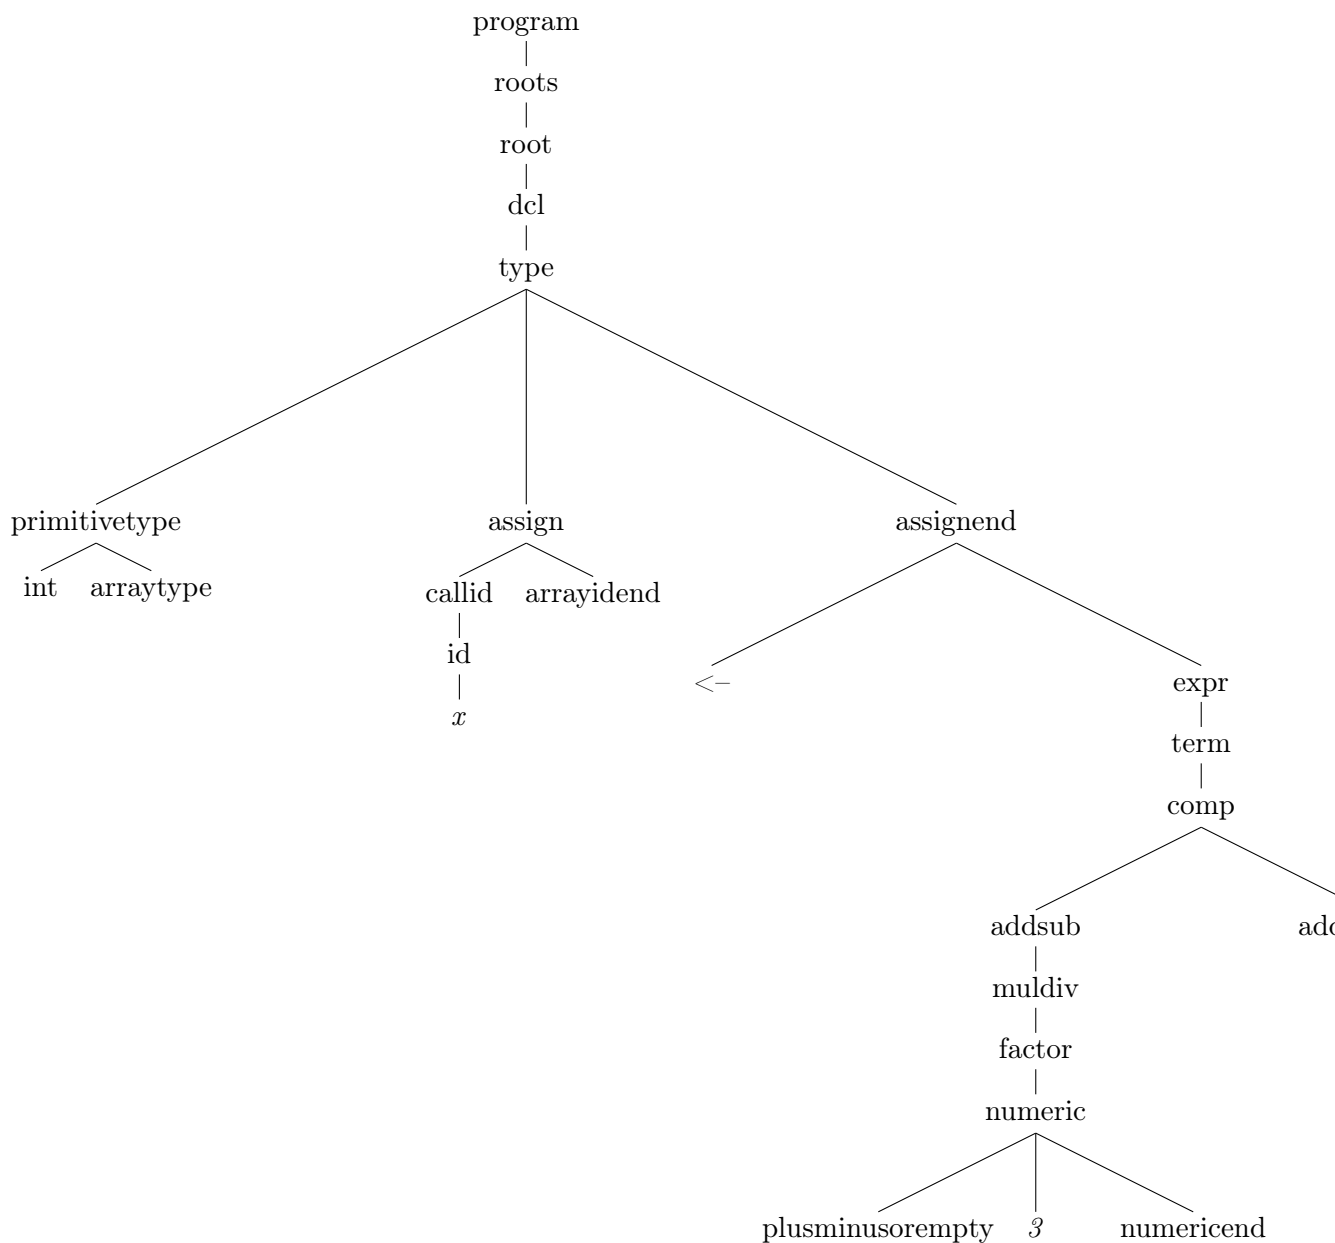 program
roots
root
dcl
type
primitivetype assign assignend
int arraytype callid arrayidend
id
<– expr
x
term
comp
addsub
muldiv
factor
numeric
plusminusorempty 3 numericend